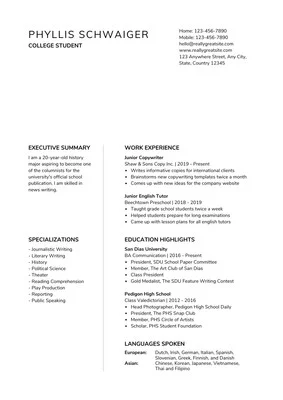 PHYLLIS SCHWAIGER
COLLEGE STUDENT
Home: 123-456-7890
Mobile: 123-456-7890
hello@reallygreatsite.com
www.reallygreatsite.com
123 Anywhere Street, Any City,
State, Country 12345
EXECUTIVE SUMMARY
I am a 20-year-old history
major aspiring to become one
of the columnists for the
university's official school
publication. I am skilled in
news writing.
WORK EXPERIENCE
Junior Copywriter
Shaw & Sons Copy Inc. | 2019 - Present
• Writes informative copies for international clients
• Brainstorms new copywriting templates twice a month
• Comes up with new ideas for the company website
Junior English Tutor
Beechtown Preschool | 2018 - 2019
• Taught grade school students twice a week
• Helped students prepare for long examinations
• Came up with lesson plans for all english tutors
SPECIALIZATIONS
- Journalistic Writing
- Literary Writing
- History
- Political Science
- Theater
- Reading Comprehension
- Play Production
- Reporting
- Public Speaking
EDUCATION HIGHLIGHTS
San Dias University
BA Communication | 2016 - Present
• President, SDU School Paper Committee
• Member, The Art Club of San Dias
• Class President
• Gold Medalist, The SDU Feature Writing Contest
Pedigon High School
Class Valedictorian | 2012 - 2016
• Head Photographer, Pedigon High School Daily
• President, The PHS Snap Club
• Member, PHS Circle of Artists
• Scholar, PHS Student Foundation
LANGUAGES SPOKEN
European: Dutch, Irish, German, Italian, Spanish,
Slovenian, Greek, Finnish and Danish
Asian: Chinese, Korean, Japanese, Vietnamese,
Thai and Filipino